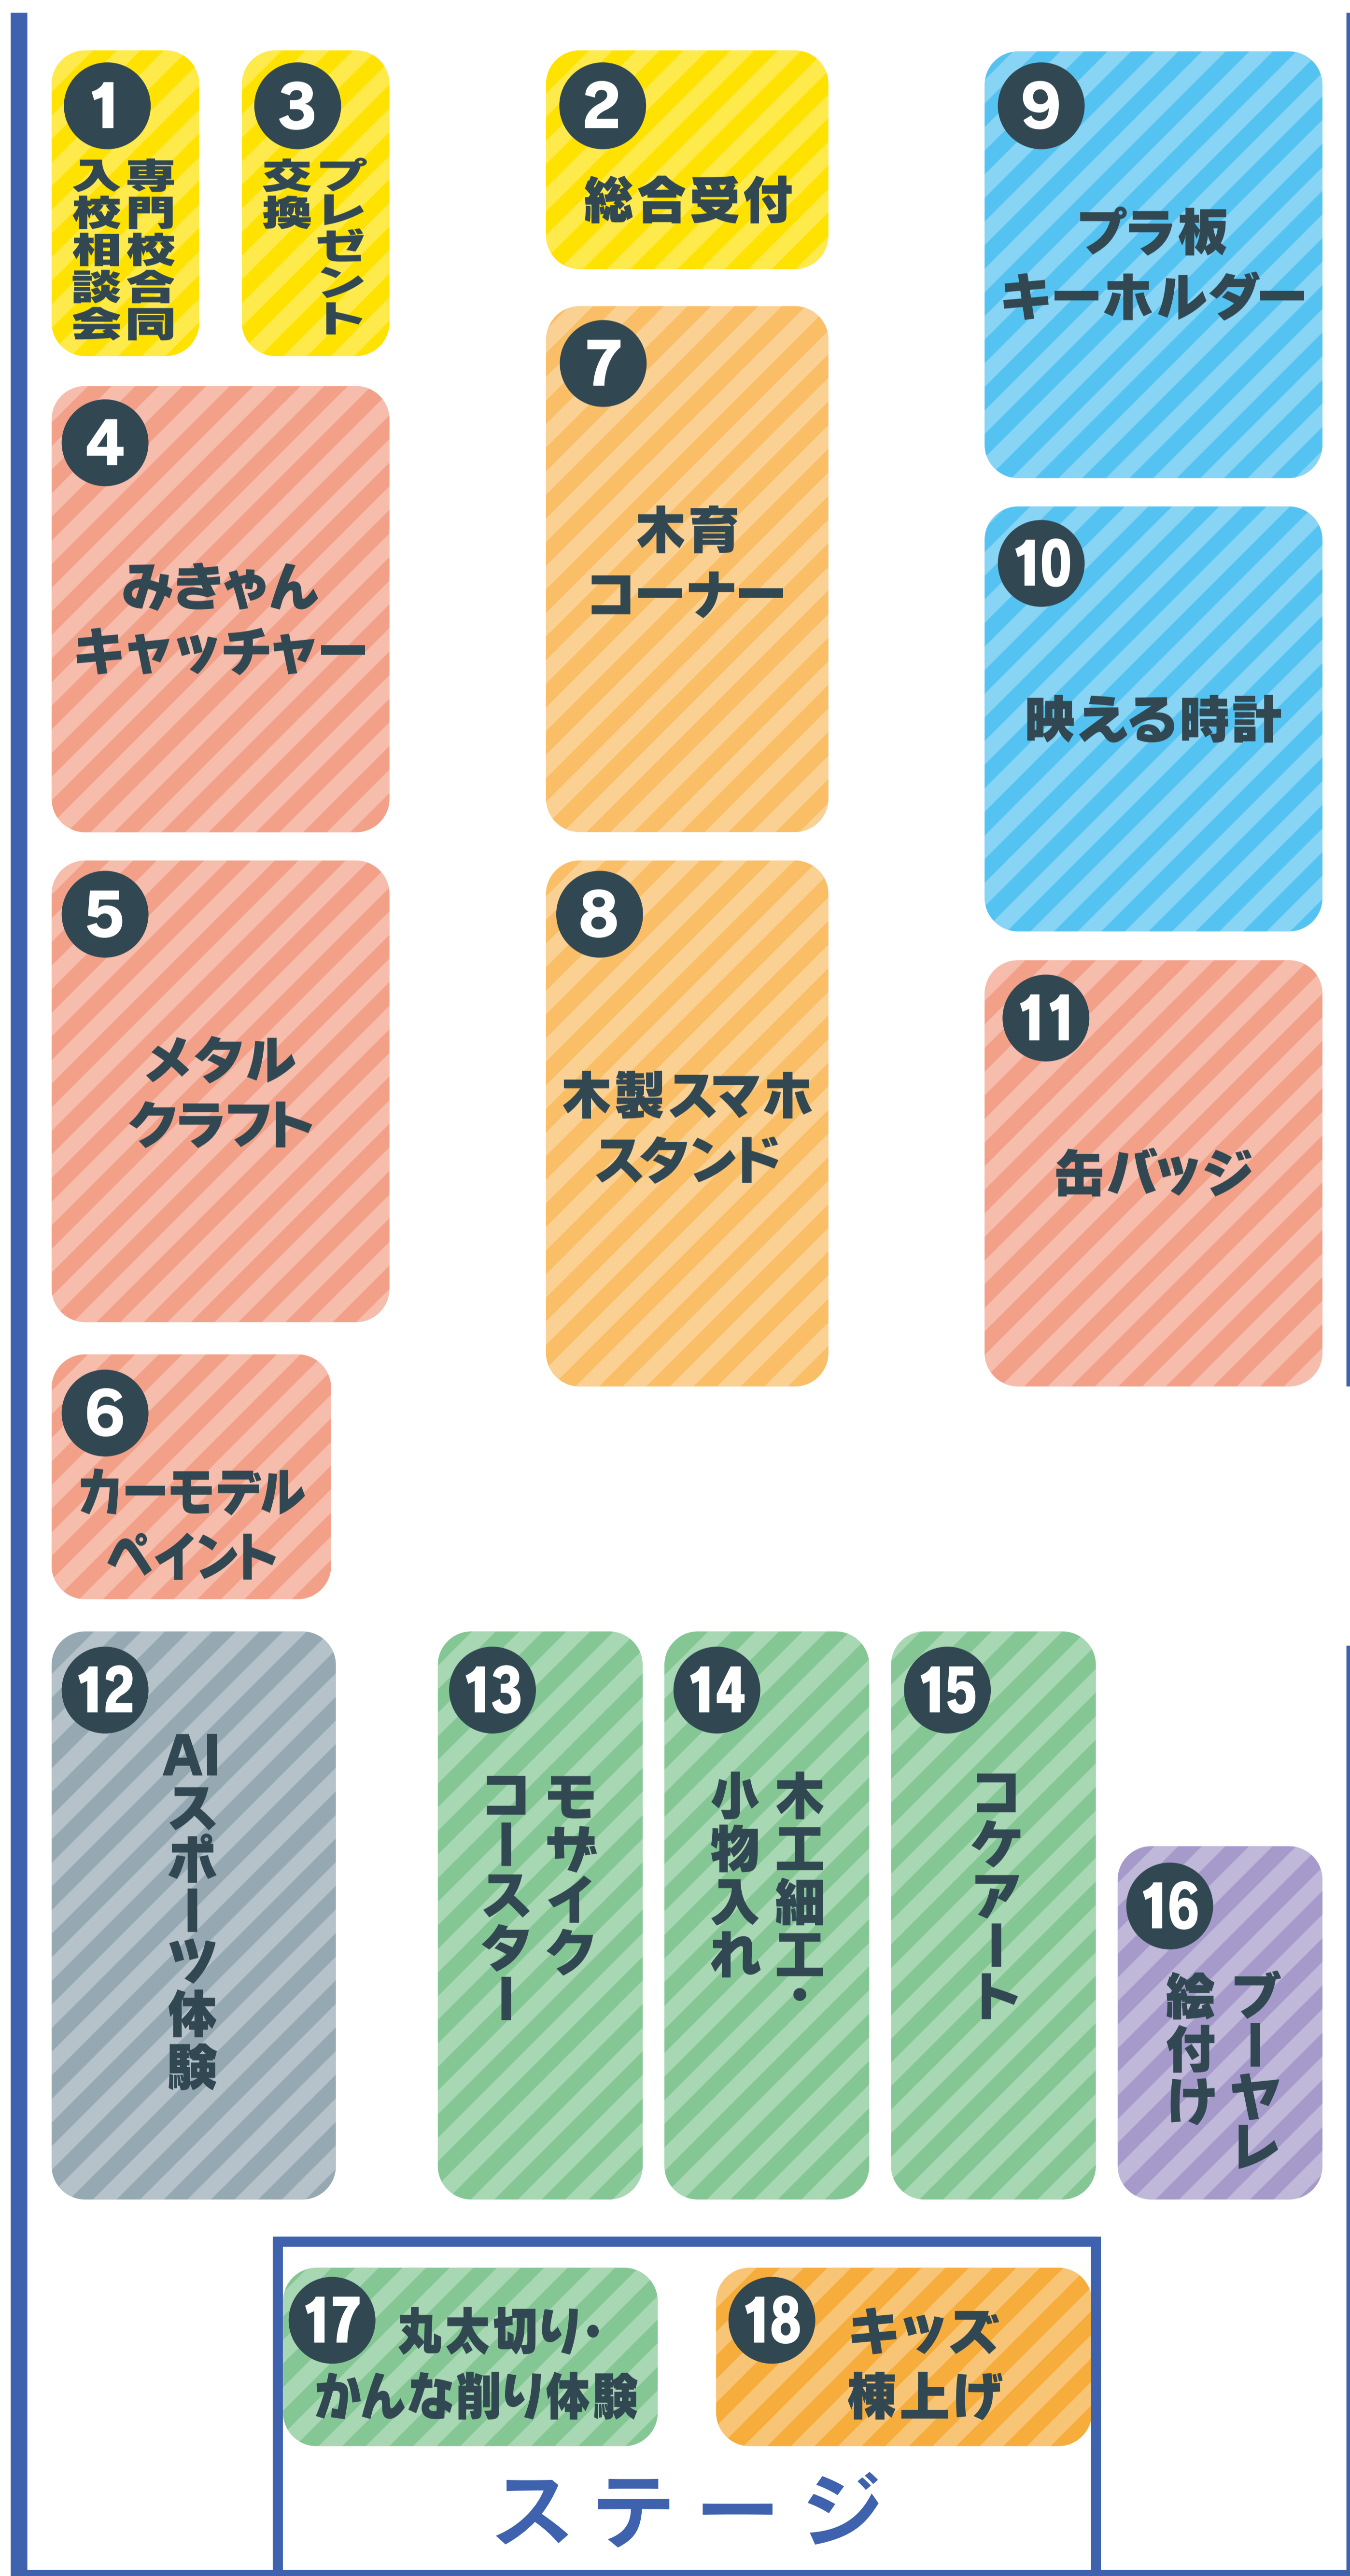 1
専門校合同
入校相談会
3
プレゼント
交換
2
総合受付
9
プラ板
キーホルダー
4
みきゃん
キャッチャー
7
木育
コーナー
10
映える時計
5
メタル
クラフト
8
木製スマホ
スタンド
11
缶バッジ
6
カーモデル
ペイント
12
AIスポーツ体験
13
モザイク
コースター
14
木工細工・
小物入れ
15
コケアート
16
ブーヤレ
絵付け
17
丸太切り・
かんな削り体験
18
キッズ
棟上げ
ステージ